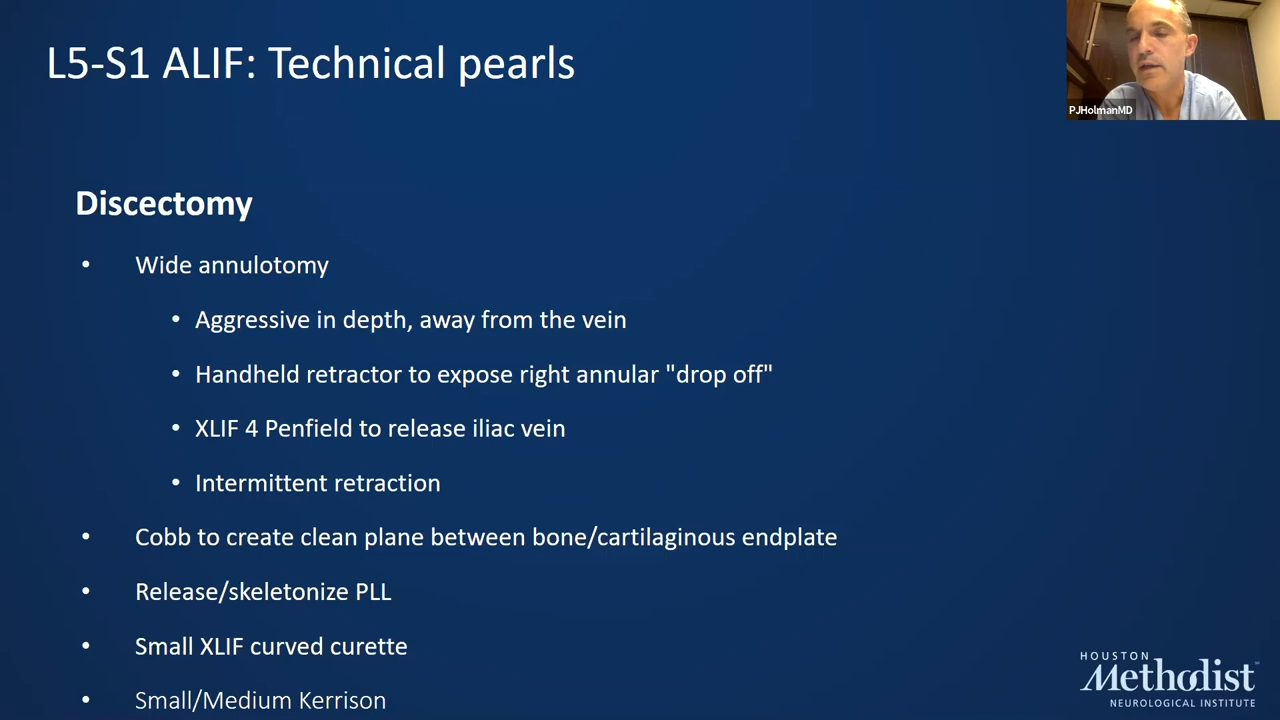 L5-S1 ALIF: Technical pearls
PJHolmanMD
Discectomy
• Wide annulotomy
• Aggressive in depth, away from the vein
• Handheld retractor to expose right annular "drop off"
• XLIF 4 Penfield to release iliac vein
• Intermittent retraction
• Cobb to create clean plane between bone/cartilaginous endplate
• Release/skeletonize PLL
• Small XLIF curved curette
• Small/Medium Kerrison
HOUSTON
Methodist
NEUROLOGICAL INSTITUTE